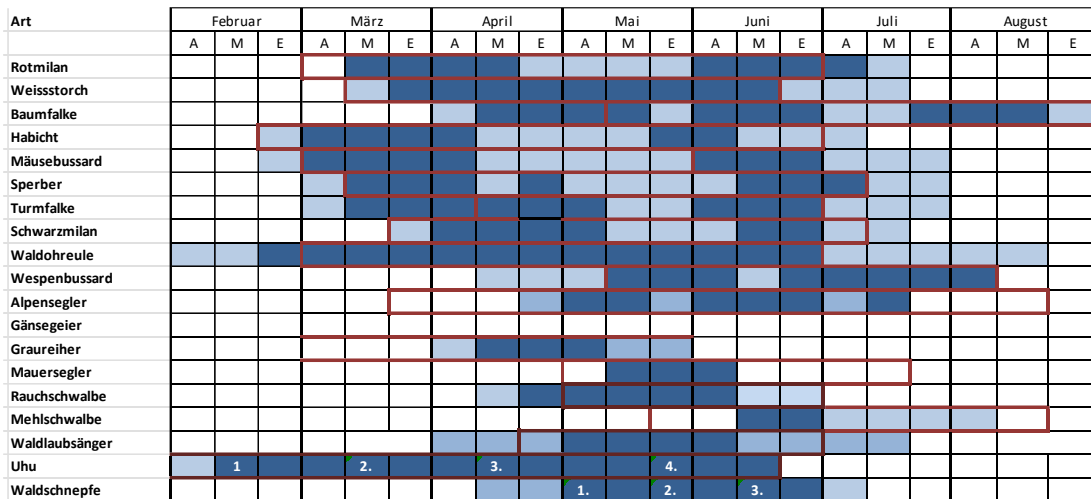 Art Februar März April Mai Juni Juli August
A M E A M E A M E A M E A M E A M E A M E
Rotmilan
Weissstorch
Baumfalke
Habicht
Mäusebussard
Sperber
Turmfalke
Schwarzmilan
Waldohreule
Wespenbussard
Alpensegler
Gänsegeier
Graureiher
Mauersegler
Rauchschwalbe
Mehlschwalbe
Waldlaubsänger
Uhu 1 2. 3. 4.
Waldschnepfe 1. 2. 3.